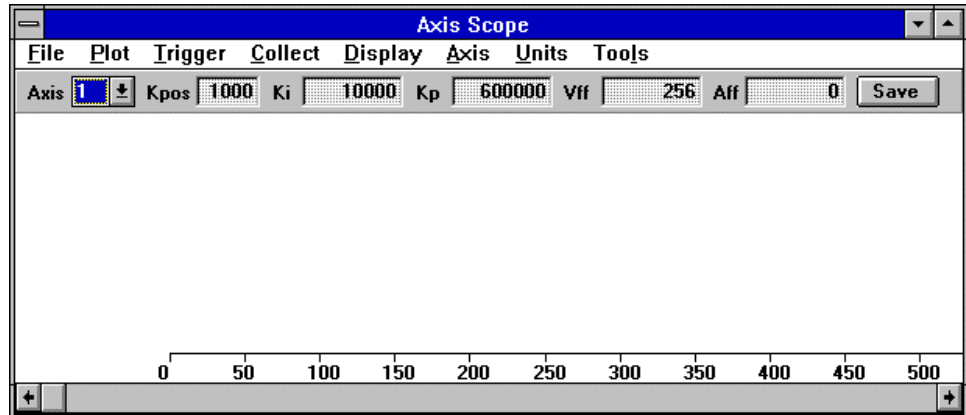 Axis Scope
File Plot Trigger Collect Display Axis Units Tools
Axis 1 Kpos 1000 Ki 10000 Kp 600000 Vff 256 Aff 0 Save
0 50 100 150 200 250 300 350 400 450 500